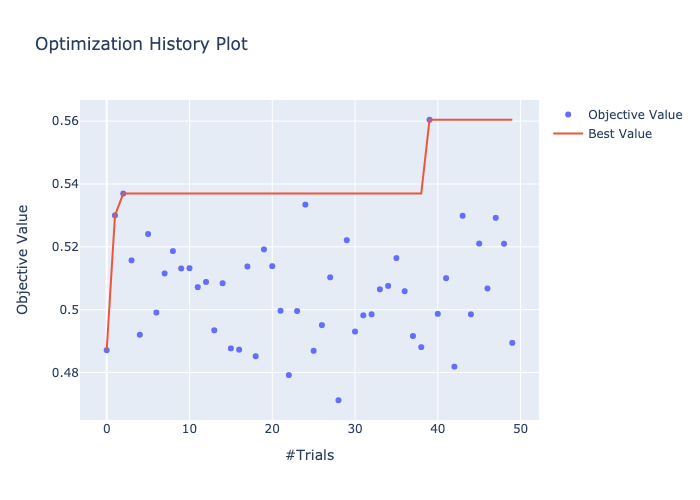 Optimization History Plot
Objective Value
Best Value
0.56
0.54
0.52
0.5
0.48
Objective Value
0
10
20
30
40
50
#Trials